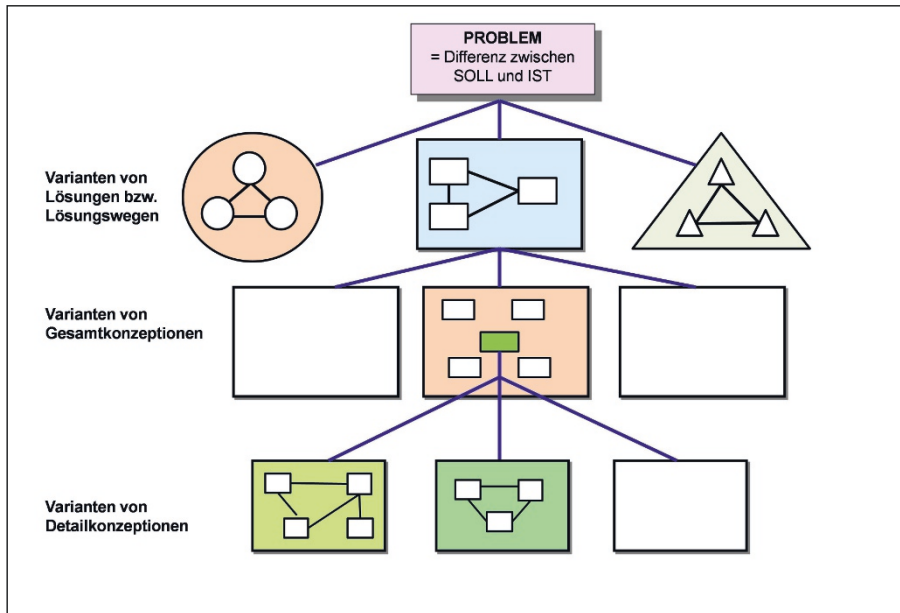 PROBLEM
= Differenz zwischen
SOLL und IST
Varianten von
Lösungen bzw.
Lösungswegen
Varianten von
Gesamtkonzeptionen
Varianten von
Detailkonzeptionen